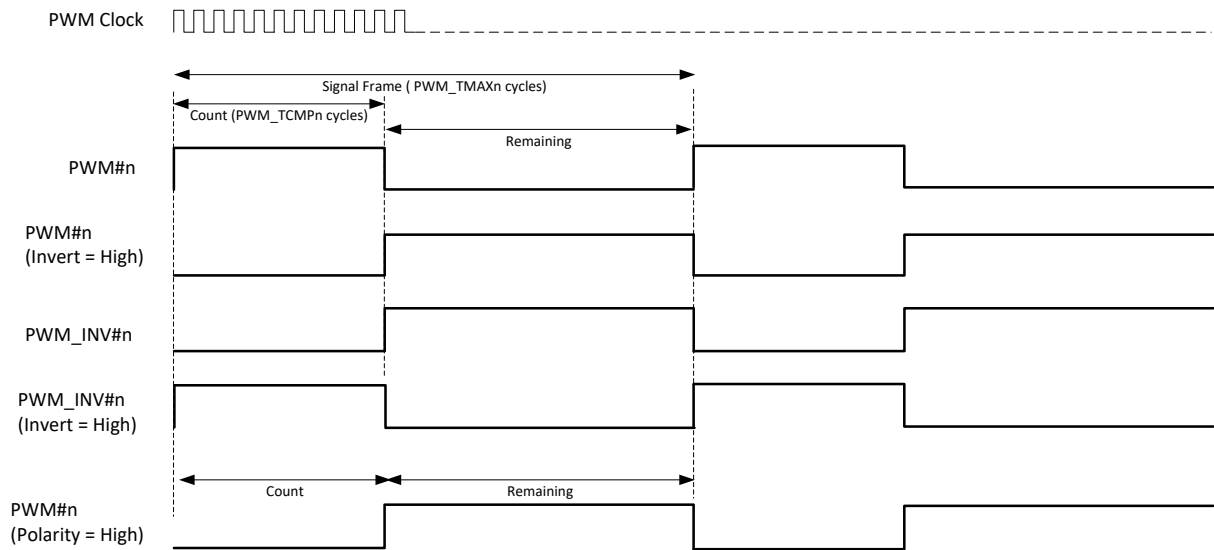 PWM Clock
Signal Frame ( PWM_TMAXn cycles)
Count (PWM_TCMPn cycles)
Remaining
PWM#n
PWM#n
(Invert = High)
PWM_INV#n
PWM_INV#n
(Invert = High)
Count
Remaining
PWM#n
(Polarity = High)